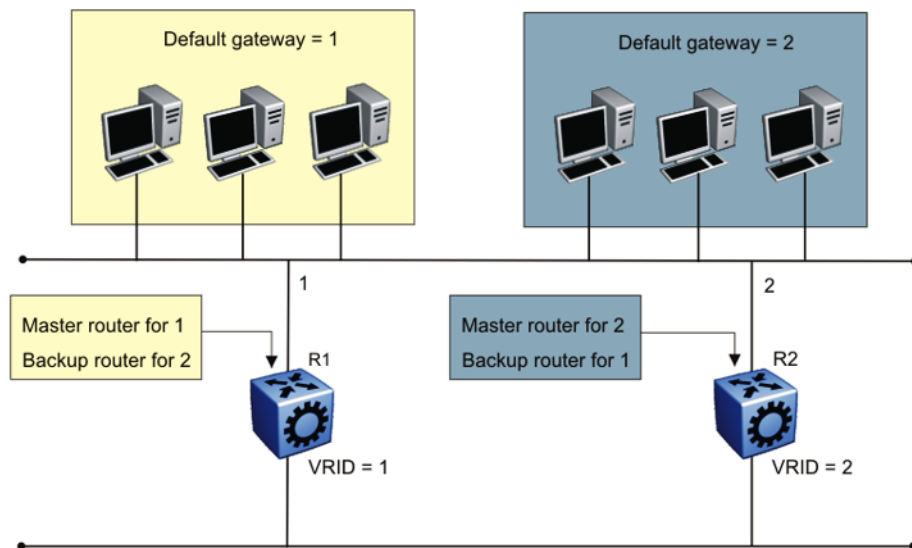 Default gateway = 1
Default gateway = 2
1
2
Master router for 1
Backup router for 2
R1
Master router for 2
Backup router for 1
R2
VRID = 1
VRID = 2